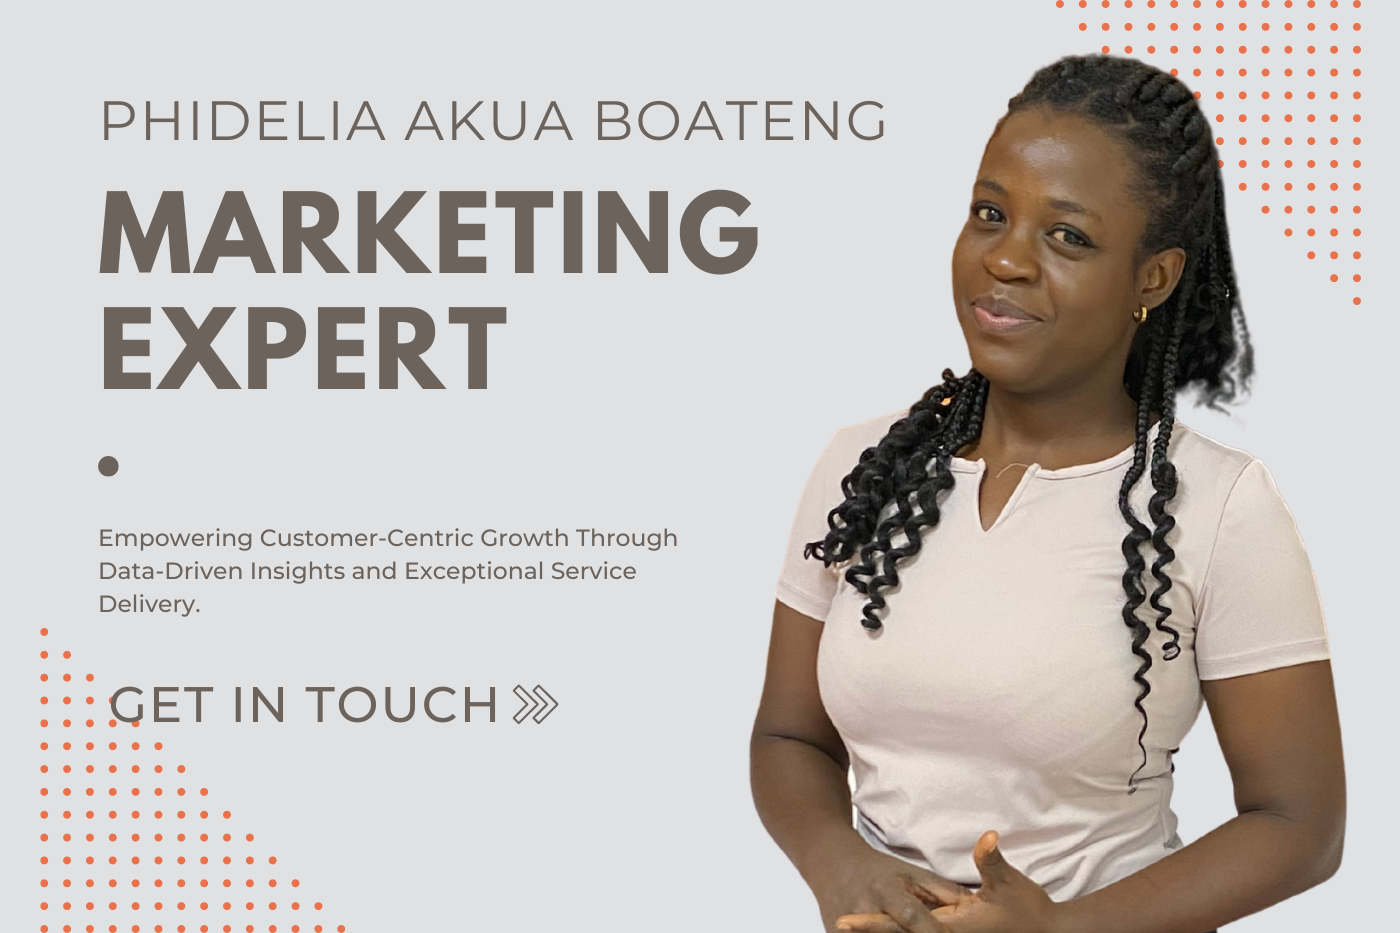 PHIDELIA AKUA BOATENG
MARKETING
EXPERT
Empowering Customer-Centric Growth Through
Data-Driven Insights and Exceptional Service
Delivery.
GET IN TOUCH